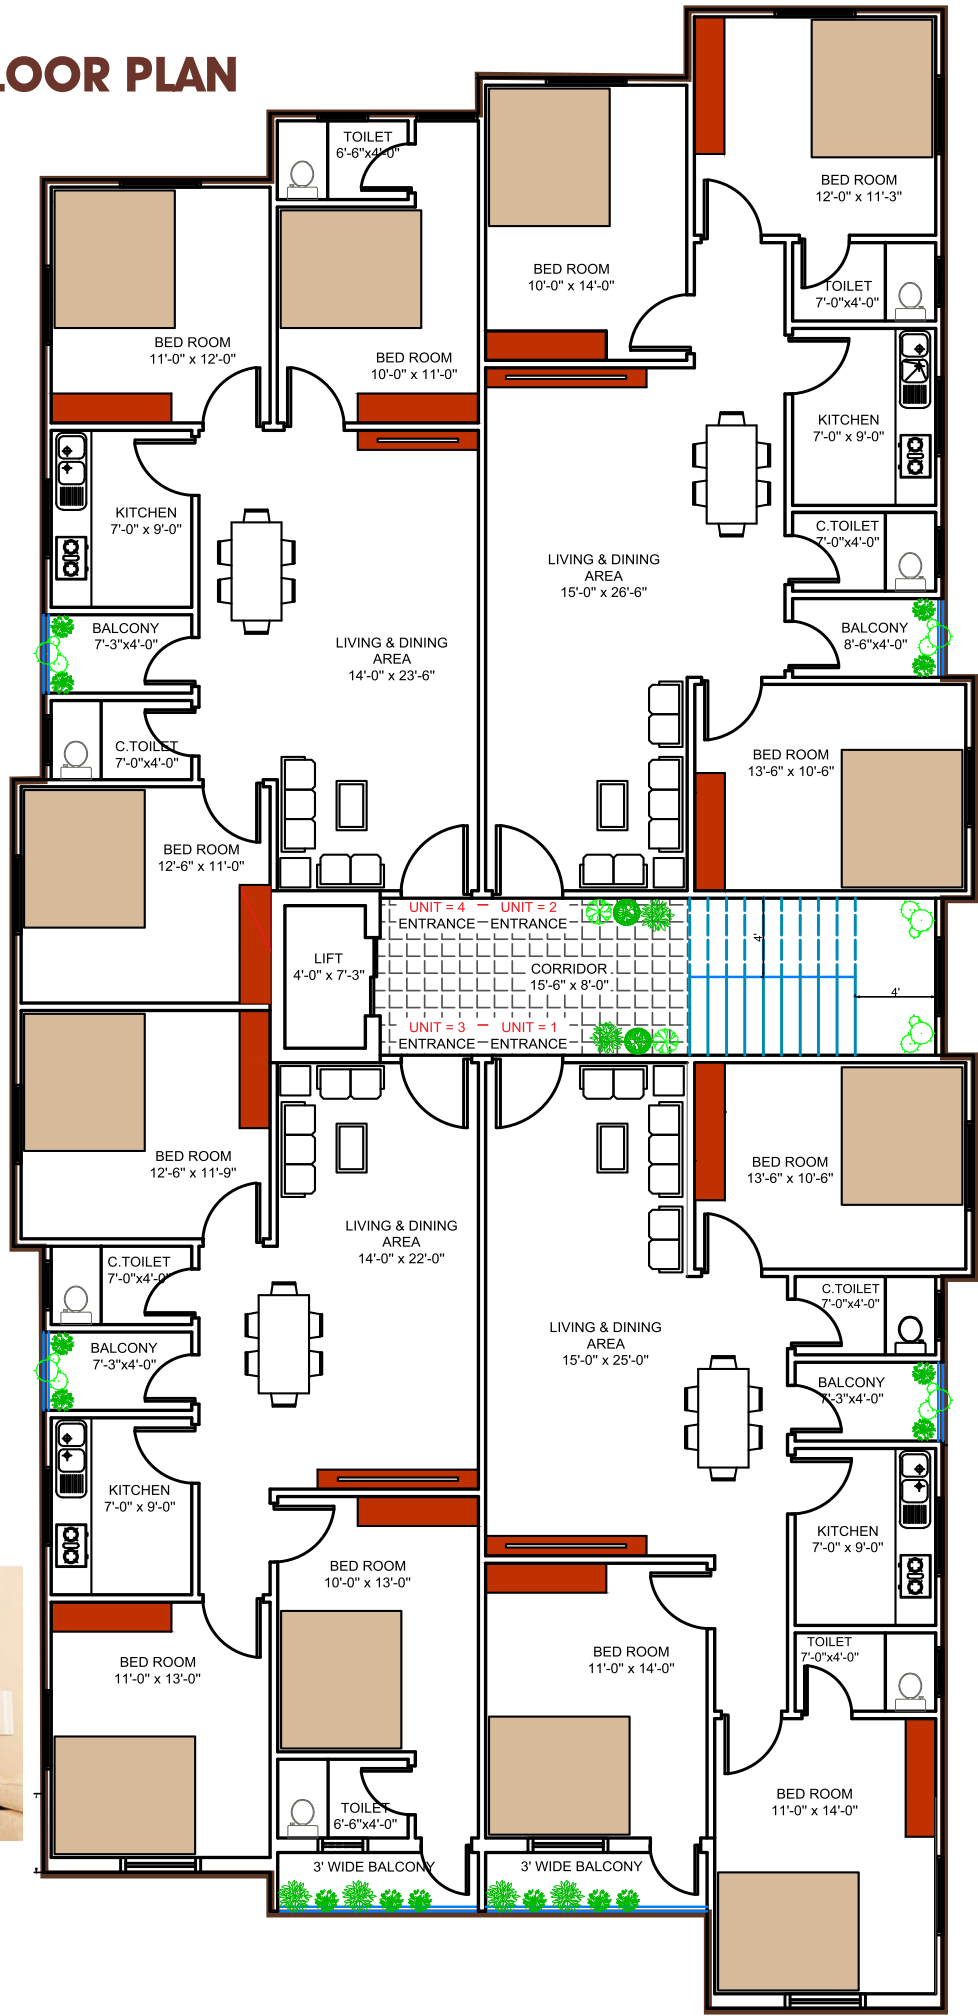 LOOR PLAN
TOILET
6'-6"x4'-0"
BED ROOM
12'-0" x 11'-3"
BED ROOM
10'-0" x 14'-0"
TOILET
7'-0"x4'-0"
BED ROOM
11'-0" x 12'-0"
BED ROOM
10'-0" x 11'-0"
KITCHEN
7'-0" x 9'-0"
KITCHEN
7'-0" x 9'-0"
C.TOILET
7'-0"x4'-0"
LIVING & DINING
AREA
15'-0" x 26'-6"
BALCONY
7'-3"x4'-0"
LIVING & DINING
AREA
14'-0" x 23'-6"
BALCONY
8'-6"x4'-0"
C.TOILET
7'-0"x4'-0"
BED ROOM
13'-6" x 10'-6"
BED ROOM
12'-6" x 11'-0"
UNIT = 4
ENTRANCE
UNIT = 2
ENTRANCE
LIFT
4'-0" x 7'-3"
CORRIDOR
15'-6" x 8'-0"
4'
4'
UNIT = 3
ENTRANCE
UNIT = 1
ENTRANCE
BED ROOM
12'-6" x 11'-9"
BED ROOM
13'-6" x 10'-6"
LIVING & DINING
AREA
14'-0" x 22'-0"
C.TOILET
7'-0"x4'-0"
C.TOILET
7'-0"x4'-0"
LIVING & DINING
AREA
15'-0" x 25'-0"
BALCONY
7'-3"x4'-0"
BALCONY
7'-3"x4'-0"
KITCHEN
7'-0" x 9'-0"
KITCHEN
7'-0" x 9'-0"
BED ROOM
10'-0" x 13'-0"
BED ROOM
11'-0" x 13'-0"
BED ROOM
11'-0" x 14'-0"
TOILET
7'-0"x4'-0"
BED ROOM
11'-0" x 14'-0"
TOILET
6'-6"x4'-0"
3' WIDE BALCONY
3' WIDE BALCONY